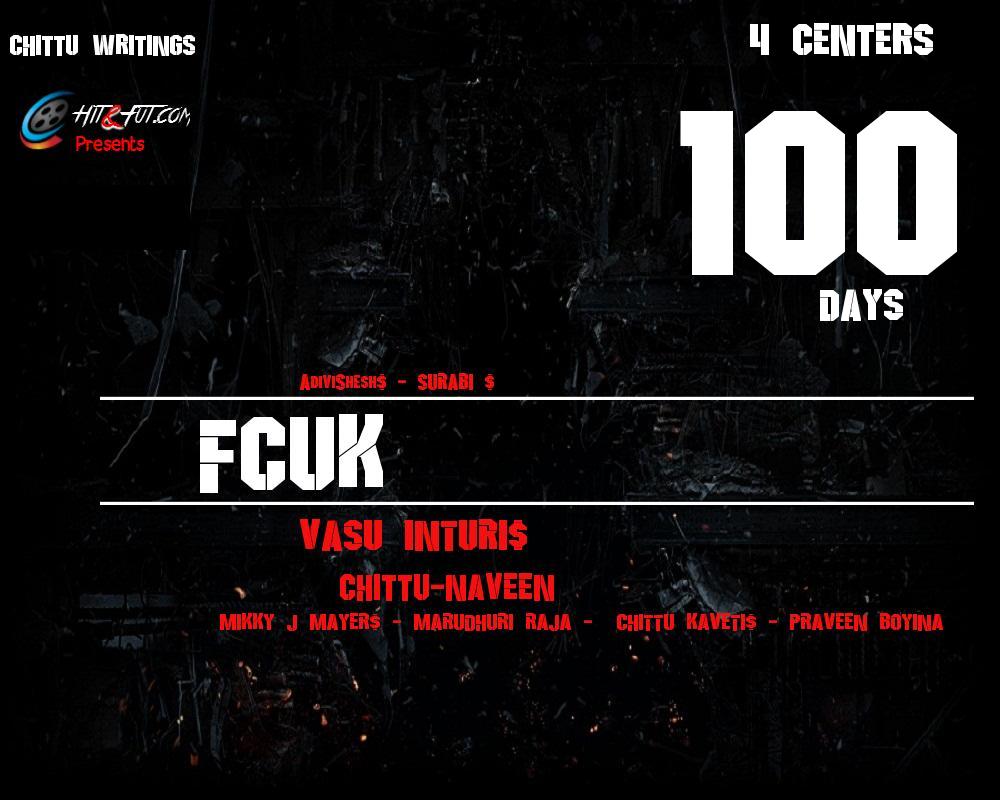 CHITTU WRITINGS
4 CENTERS
HIT&FUT.COM
Presents
100
DAYS
ADIVISHESH$ - SURABI $
FCUK
VASU INTURI$
CHITTU-NAVEEN
MIKKY J MAYER$ - MARUDHURI RAJA - CHITTU KAVETI$ - PRAVEEN BOYINA